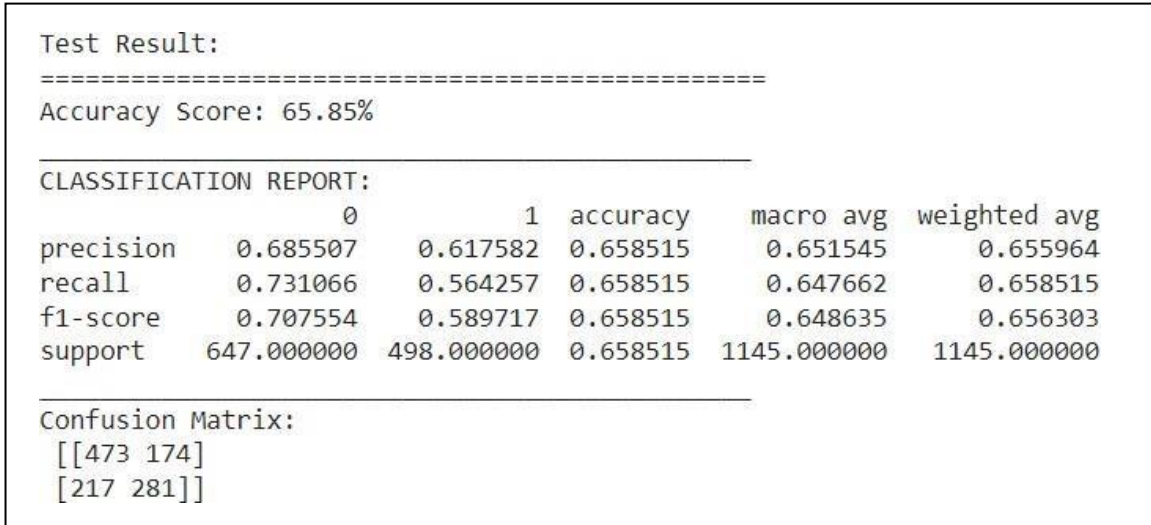 Test Result:
================================================
Accuracy Score: 65.85%
_______________________________________________
CLASSIFICATION REPORT:
                    0           1  accuracy    macro avg  weighted avg
precision    0.685507    0.617582  0.658515     0.651545      0.655964
recall       0.731066    0.564257  0.658515     0.647662      0.658515
f1-score     0.707554    0.589717  0.658515     0.648635      0.656303
support    647.000000  498.000000  0.658515  1145.000000   1145.000000
_______________________________________________
Confusion Matrix:
 [[473 174]
 [217 281]]